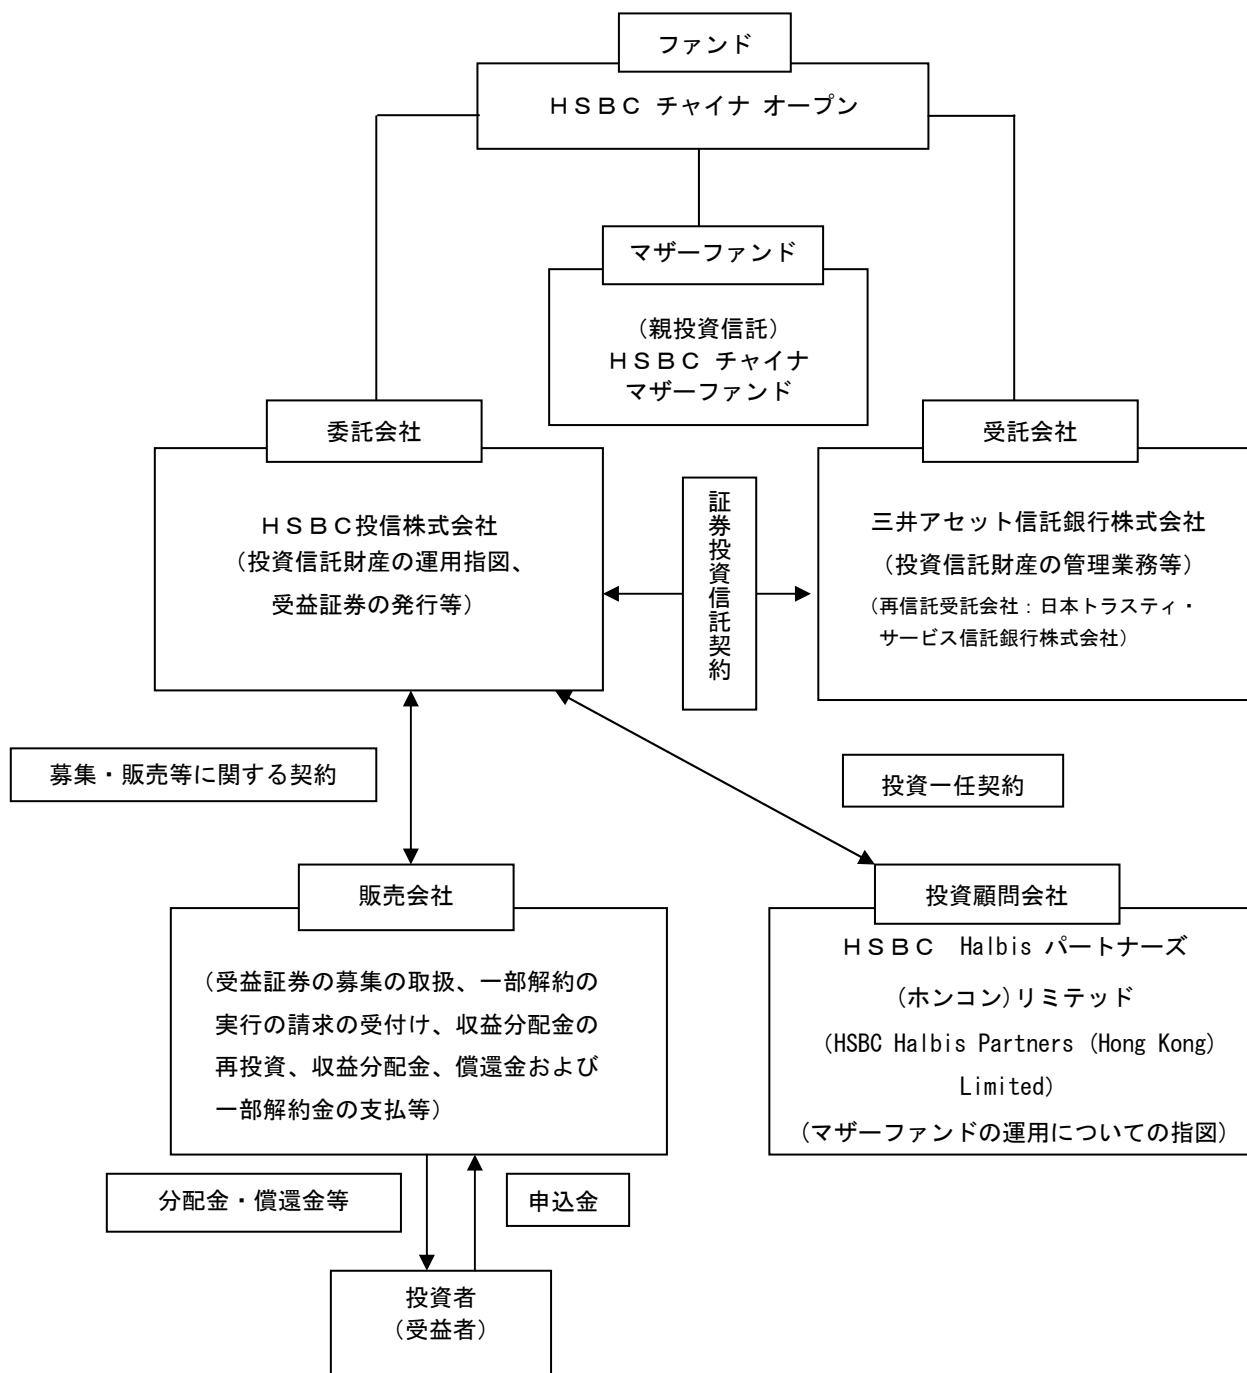 ファンド
ＨＳＢＣ チャイナ オープン
マザーファンド
（親投資信託）
ＨＳＢＣ チャイナ
マザーファンド
委託会社
ＨＳＢＣ投信株式会社
（投資信託財産の運用指図、
受益証券の発行等）
証券投資信託契約
受託会社
三井アセット信託銀行株式会社
（投資信託財産の管理業務等）
（再信託受託会社：日本トラスティ・
サービス信託銀行株式会社）
募集・販売等に関する契約
投資一任契約
販売会社
（受益証券の募集の取扱、一部解約の
実行の請求の受付け、収益分配金の
再投資、収益分配金、償還金および
一部解約金の支払等）
投資顧問会社
ＨＳＢＣ　Halbis パートナーズ
（ホンコン）リミテッド
（HSBC Halbis Partners (Hong Kong)
Limited）
（マザーファンドの運用についての指図）
分配金・償還金等
申込金
投資者
（受益者）